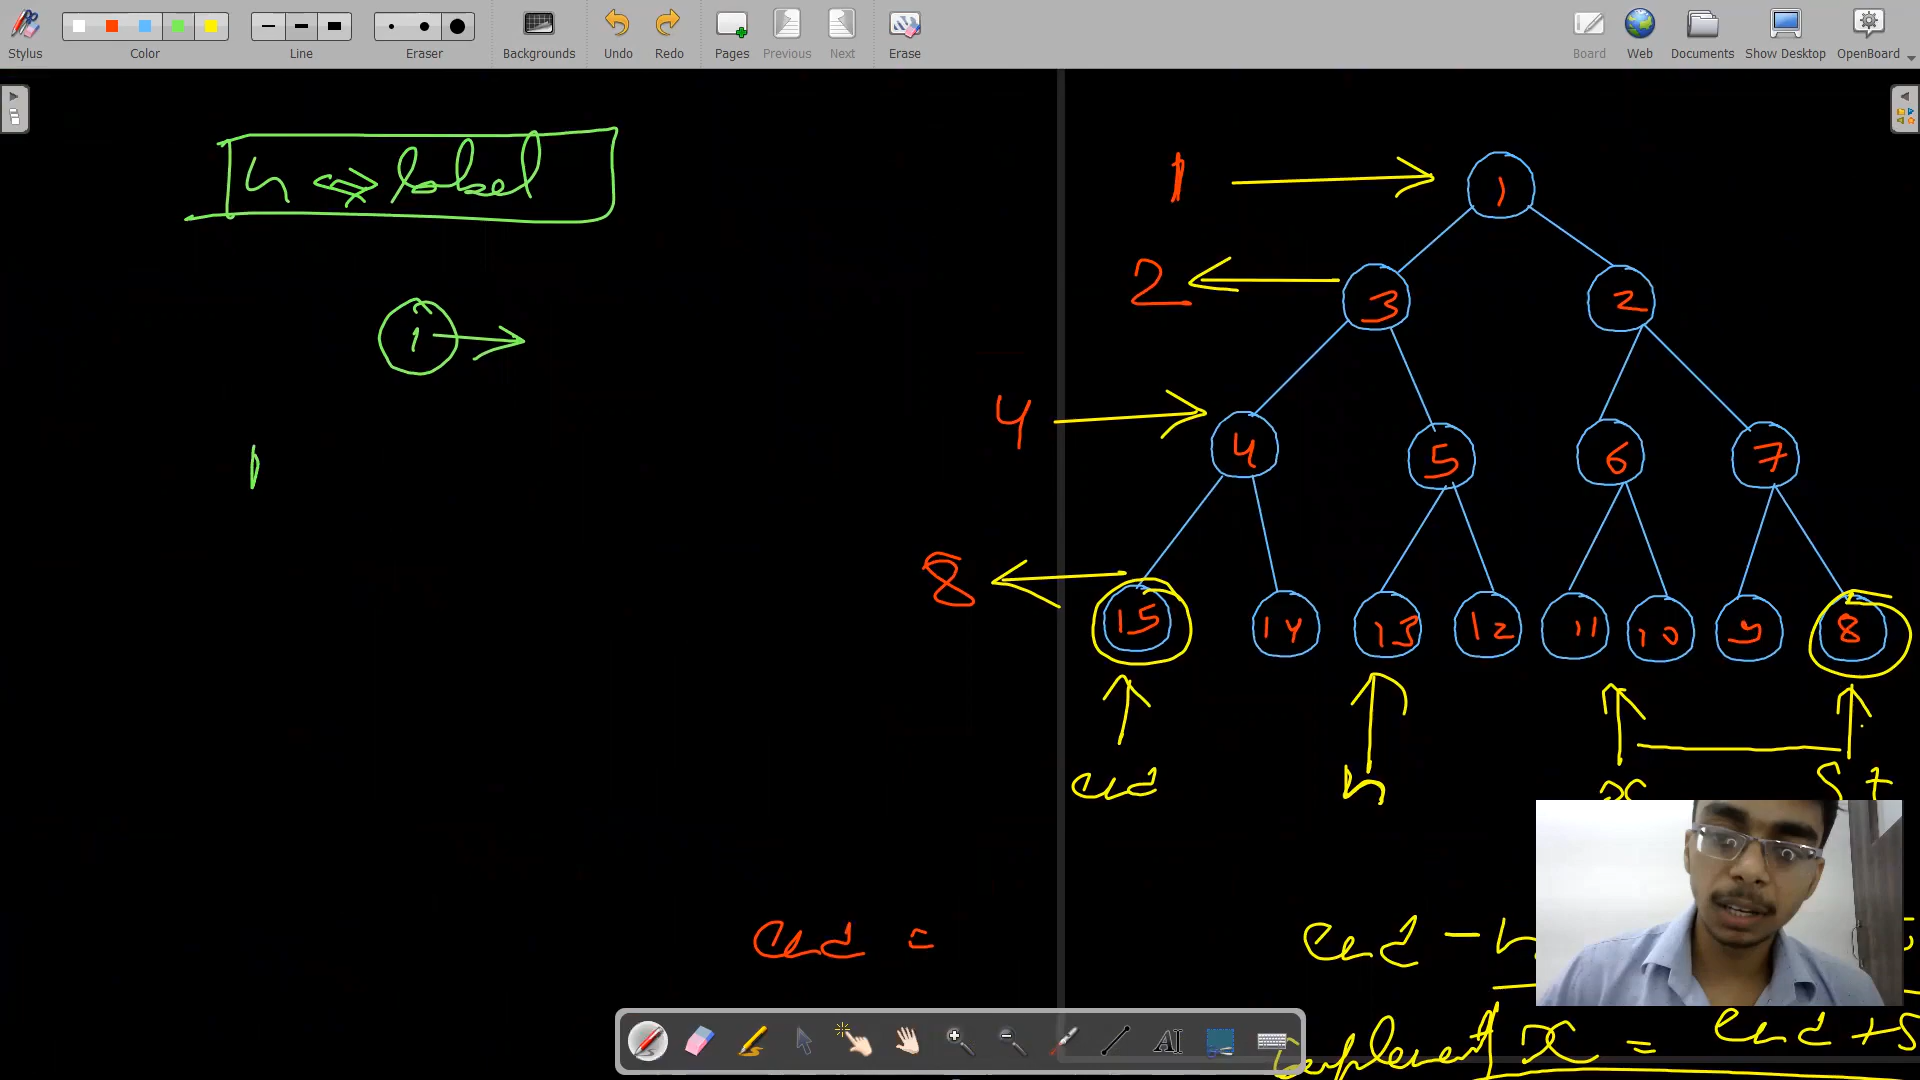 Stylus Color Line Eraser Backgrounds Undo Redo Pages Previous Next Erase Board Web Documents Show Desktop OpenBoard
n ⇔ label
1
1
2
3 2
4
4 5 6 7
8
15 14 13 12 11 10 9 8
end n x st
end =
end - n
x = end + s